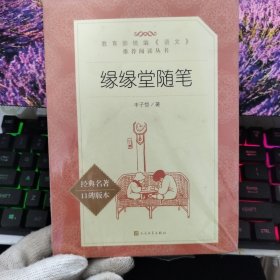 教育部统编《语文》
推荐阅读丛书
缘缘堂随笔
丰子恺/著
经典名著
口碑版本
人民文学出版社